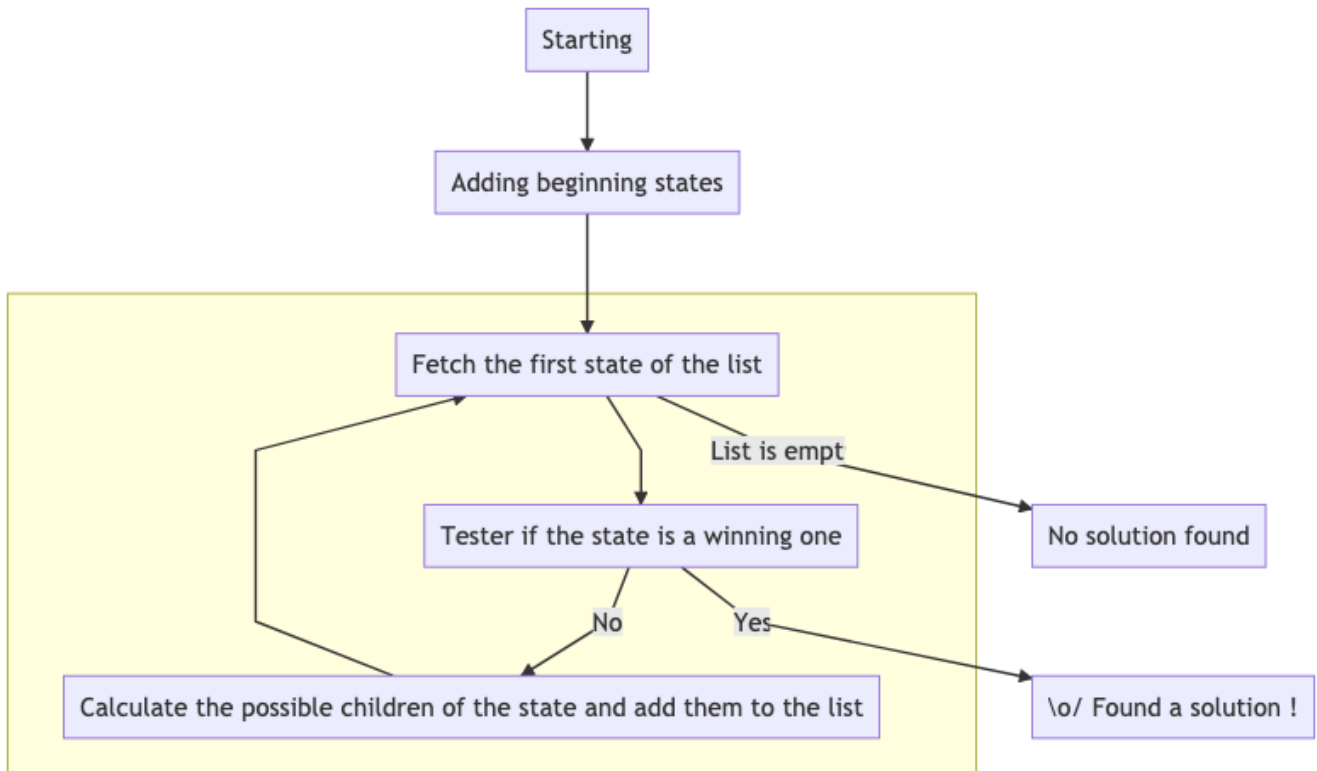 Starting
Adding beginning states
Fetch the first state of the list
List is empt
Tester if the state is a winning one
No solution found
No
Yes
Calculate the possible children of the state and add them to the list
\o/ Found a solution !